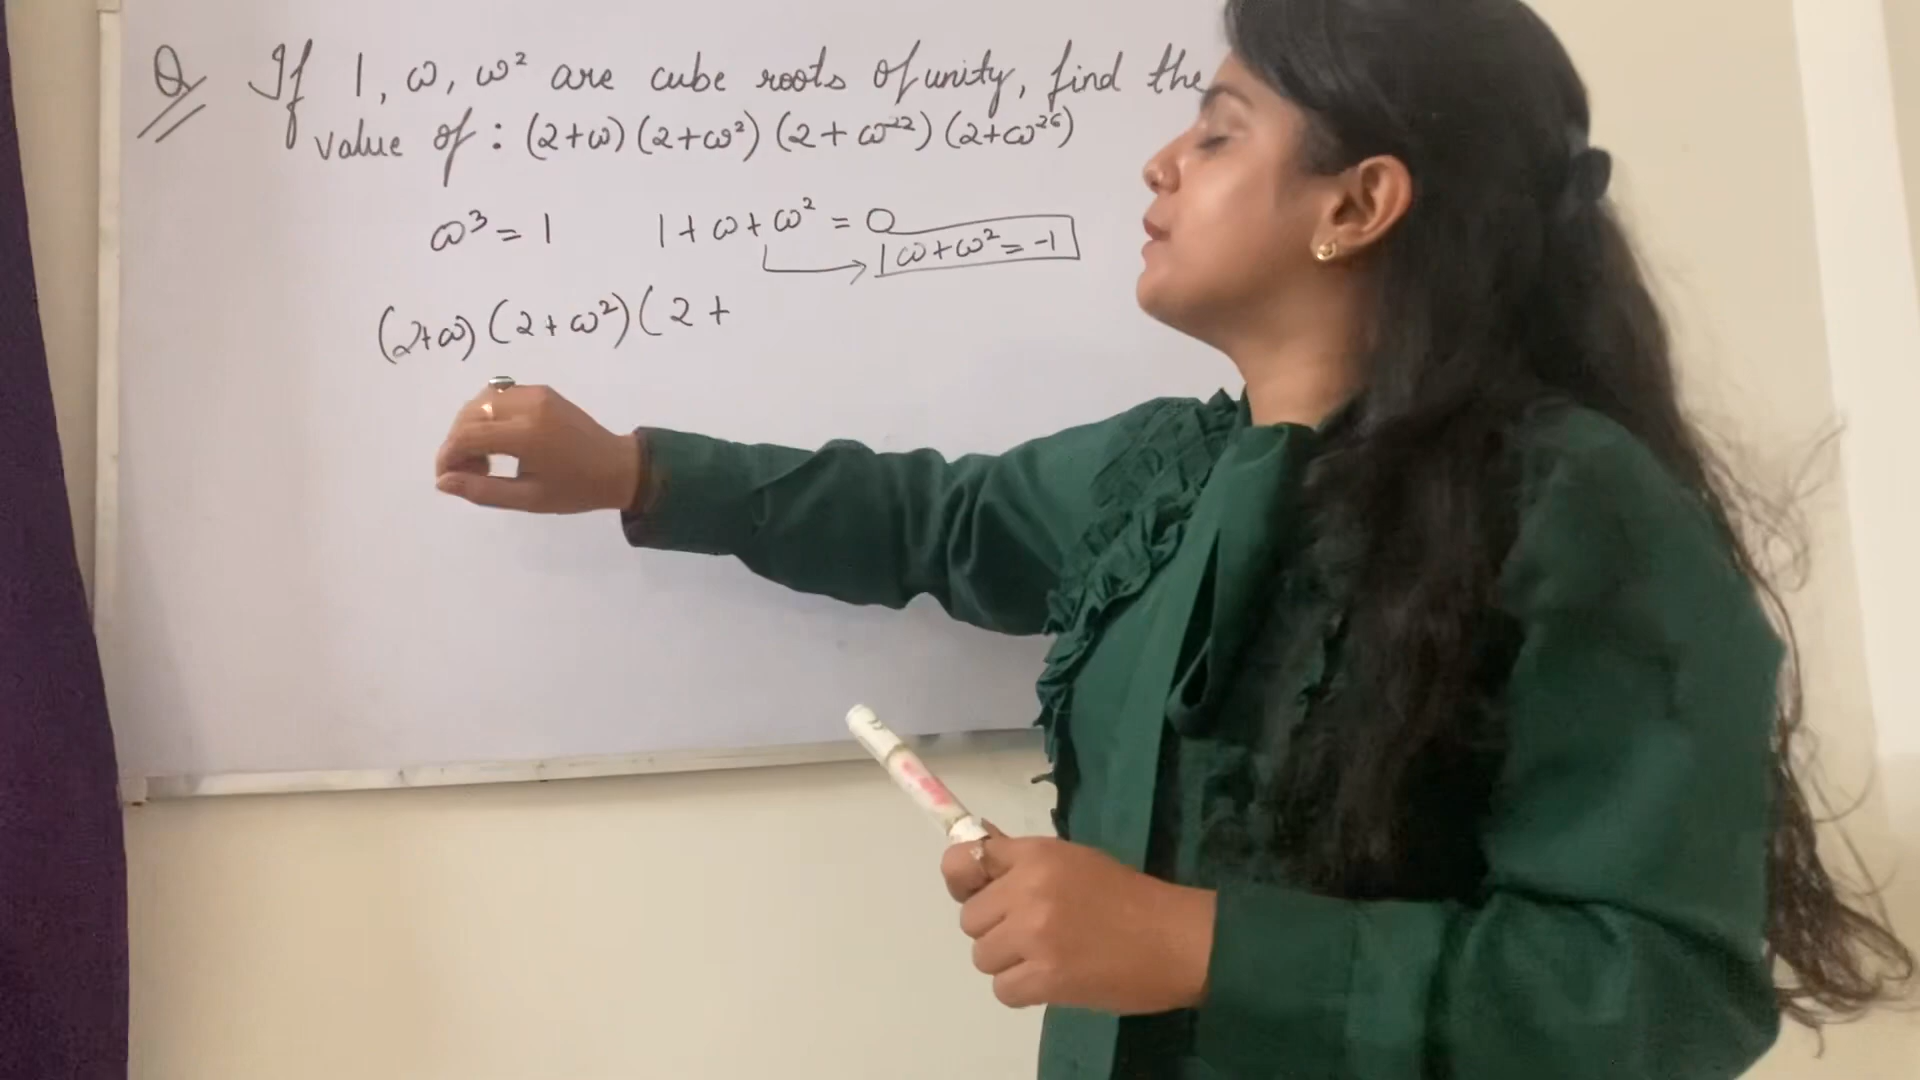 Q If 1, ω, ω² are cube roots of unity, find the
value of : (2+ω) (2+ω²) (2+ω²²) (2+ω²⁶)
ω³ = 1 1 + ω + ω² = 0
ω+ω² = -1
(2+ω) (2+ω²) (2 +